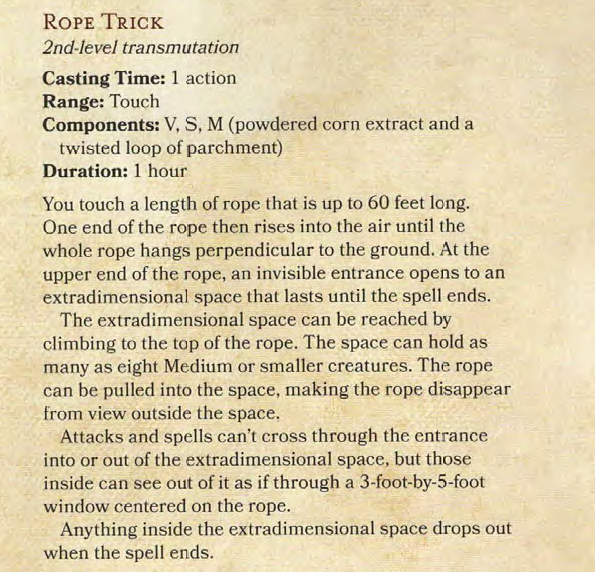 ROPE TRICK
2nd-level transmutation
Casting Time: 1 action
Range: Touch
Components: V, S, M (powdered corn extract and a
twisted loop of parchment)
Duration: 1 hour
You touch a length of rope that is up to 60 feet long.
One end of the rope then rises into the air until the
whole rope hangs perpendicular to the ground. At the
upper end of the rope, an invisible entrance opens to an
extradimensional space that lasts until the spell ends.
The extradimensional space can be reached by
climbing to the top of the rope. The space can hold as
many as eight Medium or smaller creatures. The rope
can be pulled into the space, making the rope disappear
from view outside the space.
Attacks and spells can't cross through the entrance
into or out of the extradimensional space, but those
inside can see out of it as if through a 3-foot-by-5-foot
window centered on the rope.
Anything inside the extradimensional space drops out
when the spell ends.